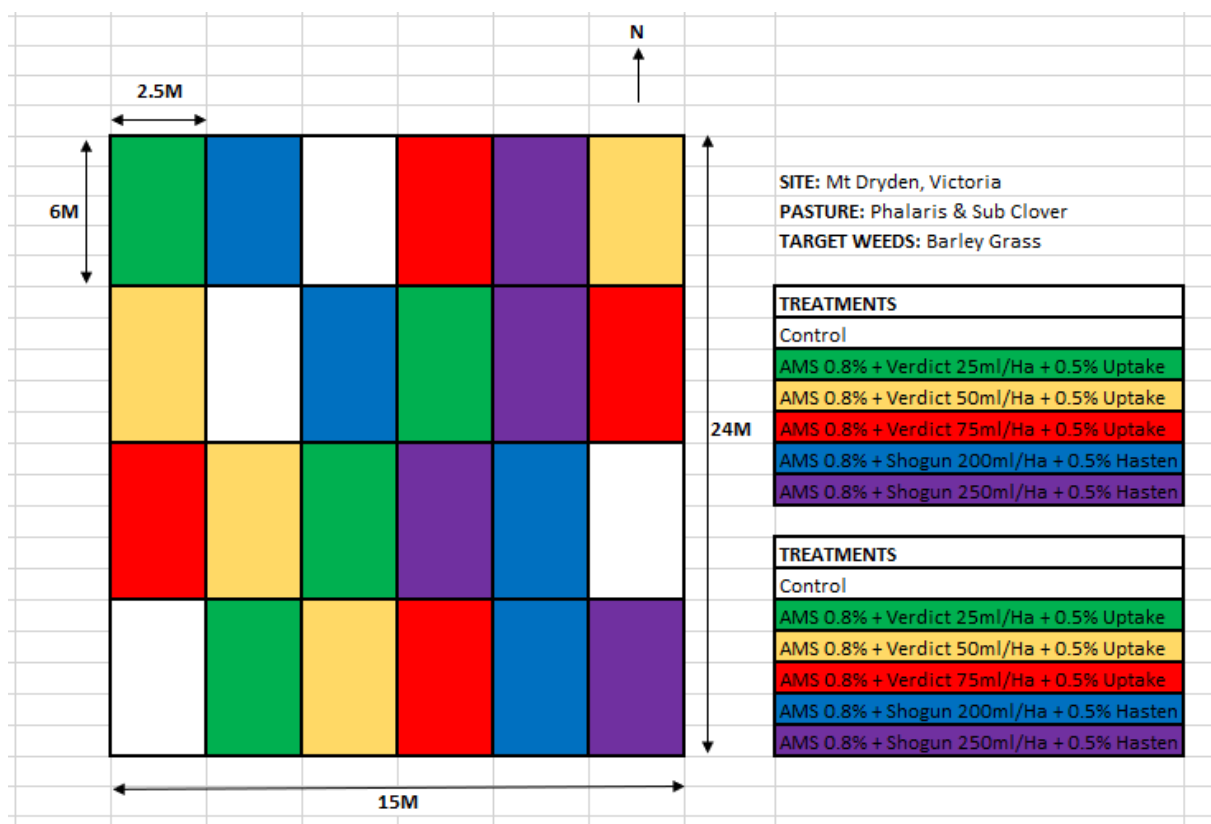 N
2.5M
6M
SITE: Mt Dryden, Victoria
PASTURE: Phalaris & Sub Clover
TARGET WEEDS: Barley Grass
TREATMENTS
Control
AMS 0.8% + Verdict 25ml/Ha + 0.5% Uptake
AMS 0.8% + Verdict 50ml/Ha + 0.5% Uptake
24M
AMS 0.8% + Verdict 75ml/Ha + 0.5% Uptake
AMS 0.8% + Shogun 200ml/Ha + 0.5% Hasten
AMS 0.8% + Shogun 250ml/Ha + 0.5% Hasten
TREATMENTS
Control
AMS 0.8% + Verdict 25ml/Ha + 0.5% Uptake
AMS 0.8% + Verdict 50ml/Ha + 0.5% Uptake
AMS 0.8% + Verdict 75ml/Ha + 0.5% Uptake
AMS 0.8% + Shogun 200ml/Ha + 0.5% Hasten
AMS 0.8% + Shogun 250ml/Ha + 0.5% Hasten
15M